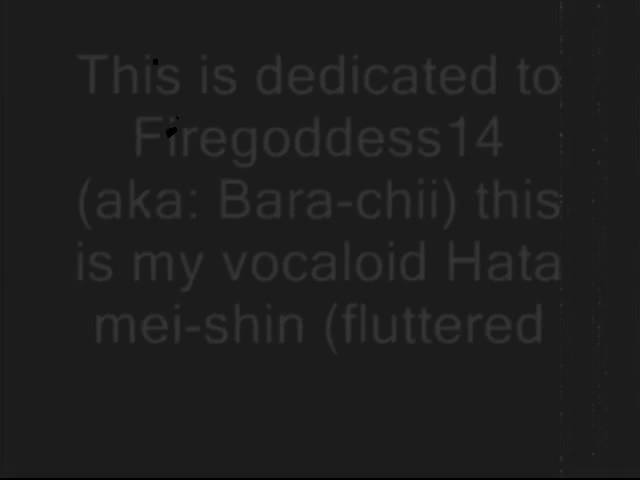 This is dedicated to
Firegoddess14
(aka: Bara-chii) this
is my vocaloid Hata
mei-shin (fluttered